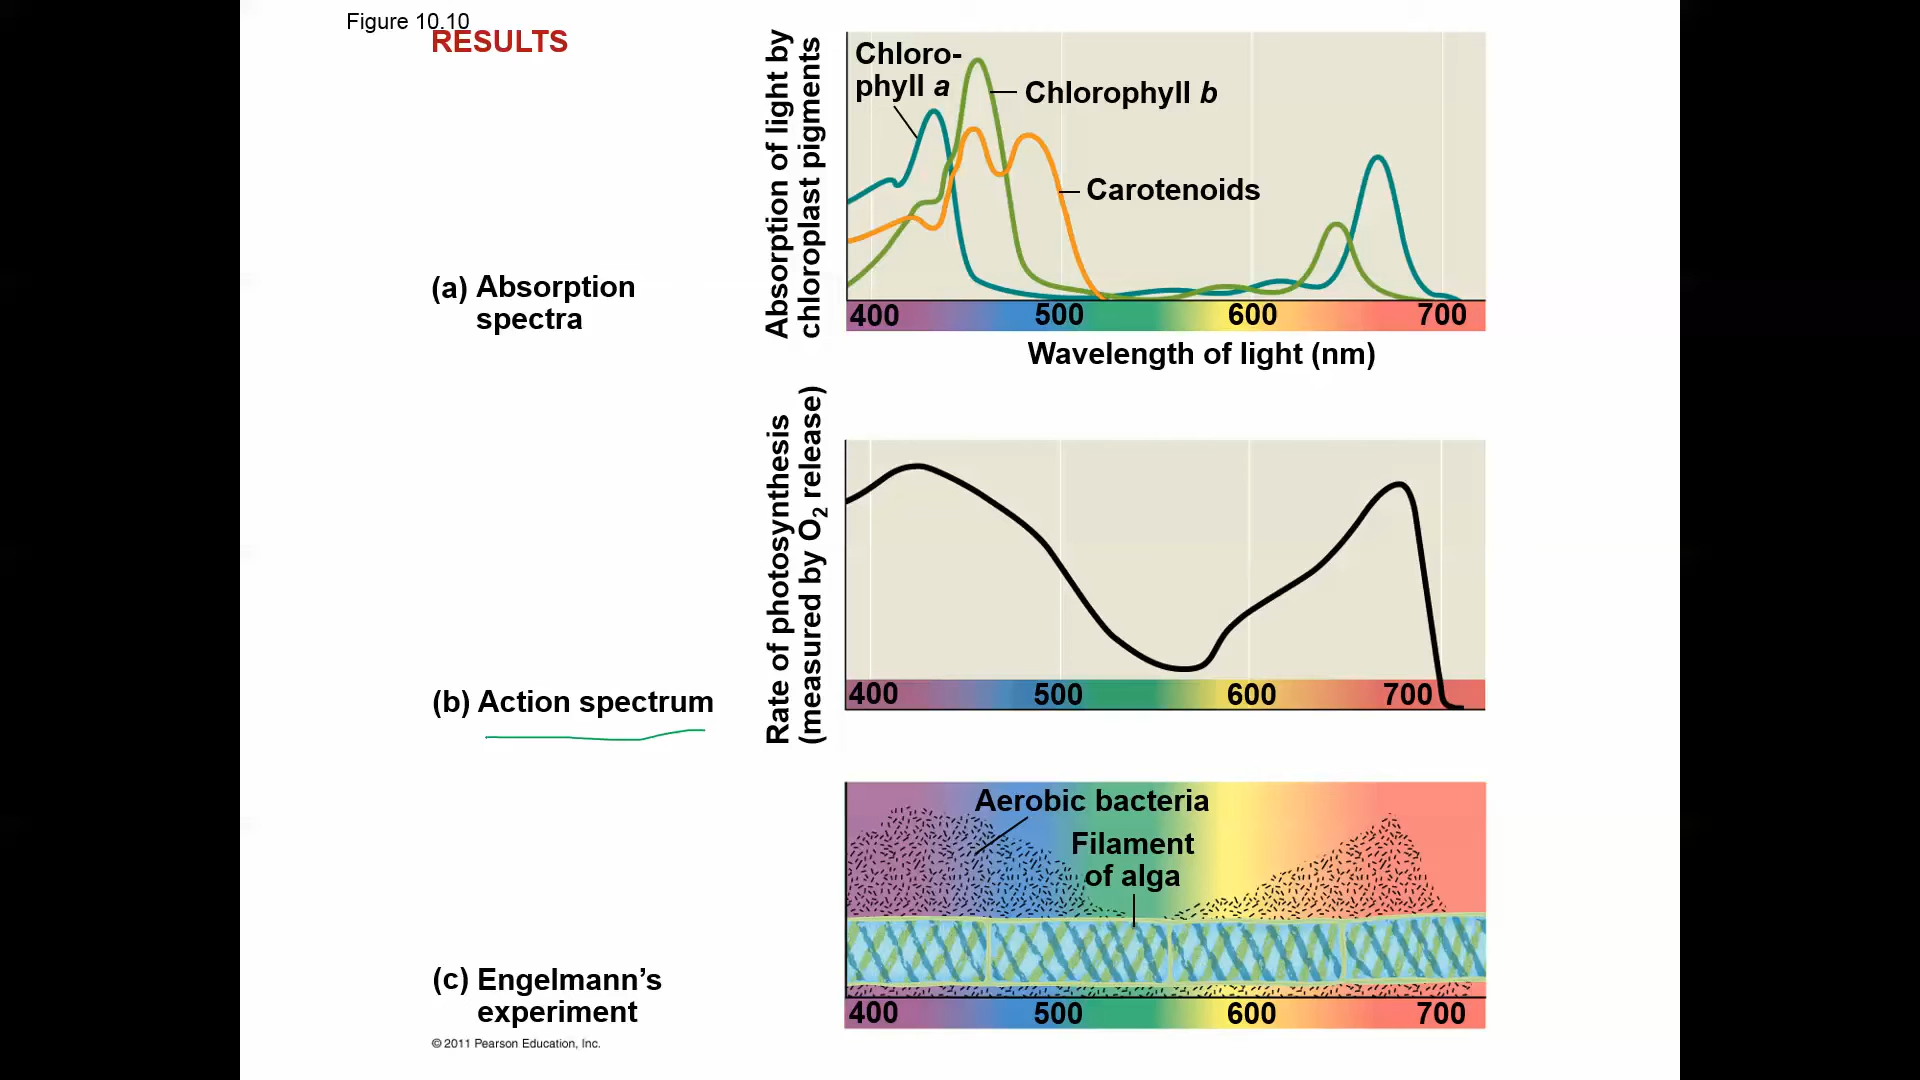 Figure 10.10
RESULTS
Absorption of light by
chloroplast pigments
Chloro-
phyll a
Chlorophyll b
Carotenoids
(a) Absorption
spectra
400 500 600 700
Wavelength of light (nm)
Rate of photosynthesis
(measured by O₂ release)
(b) Action spectrum
400 500 600 700
Aerobic bacteria
Filament
of alga
(c) Engelmann’s
experiment
400 500 600 700
© 2011 Pearson Education, Inc.